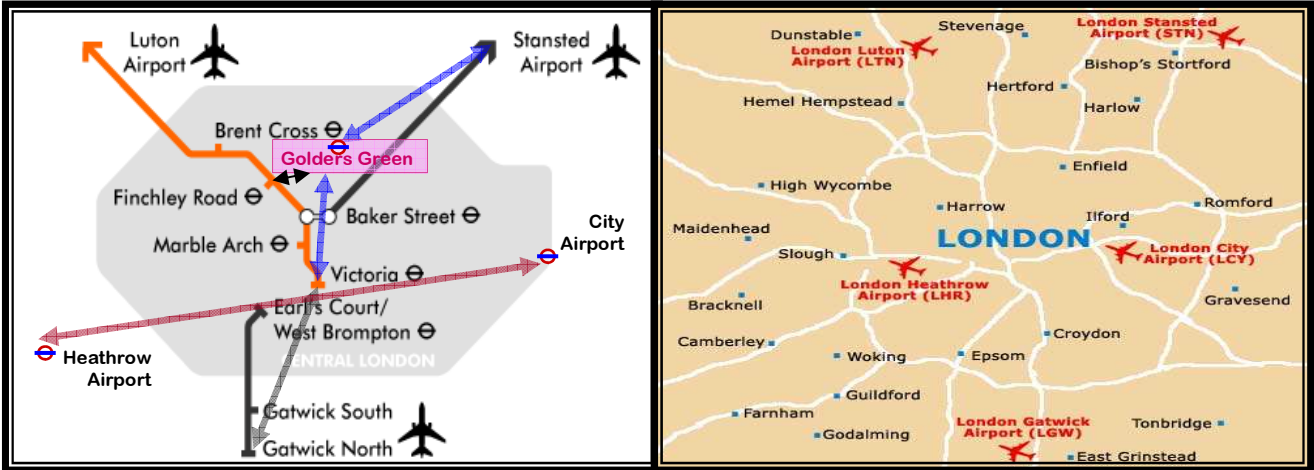 Luton
Airport
Stansted
Airport
Brent Cross
Golders Green
Finchley Road
Baker Street
City
Airport
Marble Arch
Victoria
Earl's Court/
West Brompton
CENTRAL LONDON
Heathrow
Airport
Gatwick South
Gatwick North
Dunstable
Stevenage
London Stansted
Airport (STN)
London Luton
Airport (LTN)
Bishop's Stortford
Hertford
Hemel Hempstead
Harlow
Enfield
High Wycombe
Harrow
Romford
Ilford
Maidenhead
LONDON
Slough
London City
Airport (LCY)
London Heathrow
Airport (LHR)
Bracknell
Gravesend
Croydon
Camberley
Woking
Epsom
Guildford
Farnham
Godalming
London Gatwick
Airport (LGW)
Tonbridge
East Grinstead